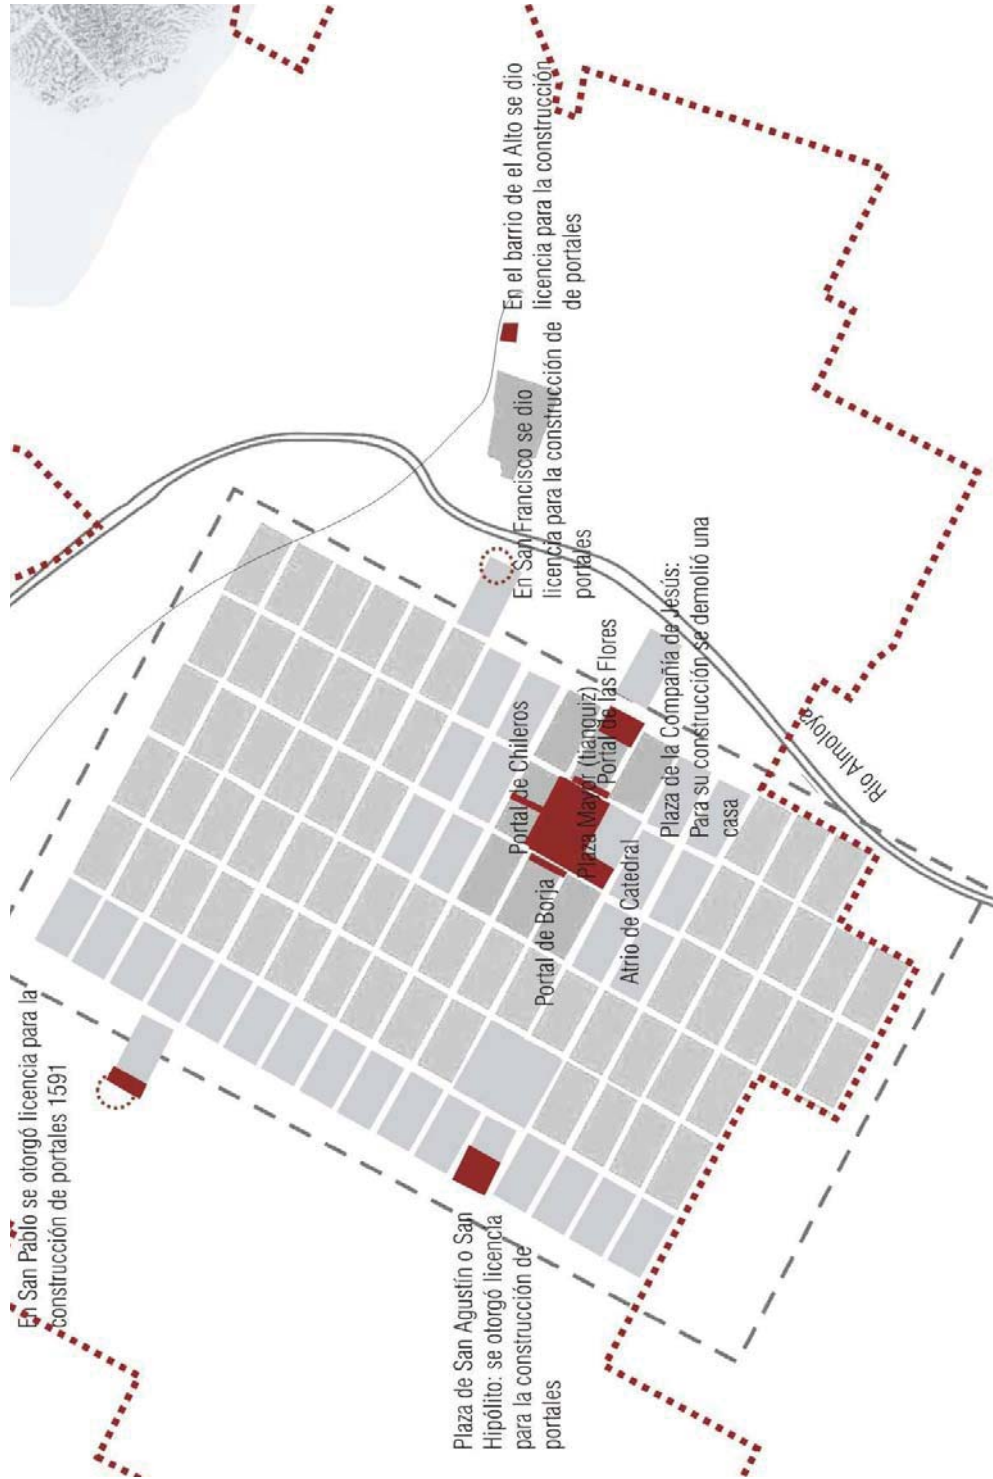 En San Pablo se otorgó licencia para la
construcción de portales 1591
Plaza de San Agustín o San
Hipólito: se otorgó licencia
para la construcción de
portales
Portal de Chileros
Portal de Borja
Plaza Mayor (tianguiz)
Portal de las Flores
Atrio de Catedral
Plaza de la Compañía de Jesús:
Para su construcción se demolió una
casa
En San Francisco se dio
licencia para la construcción de
portales
En el barrio de el Alto se dio
licencia para la construcción
de portales
Río Almoloya